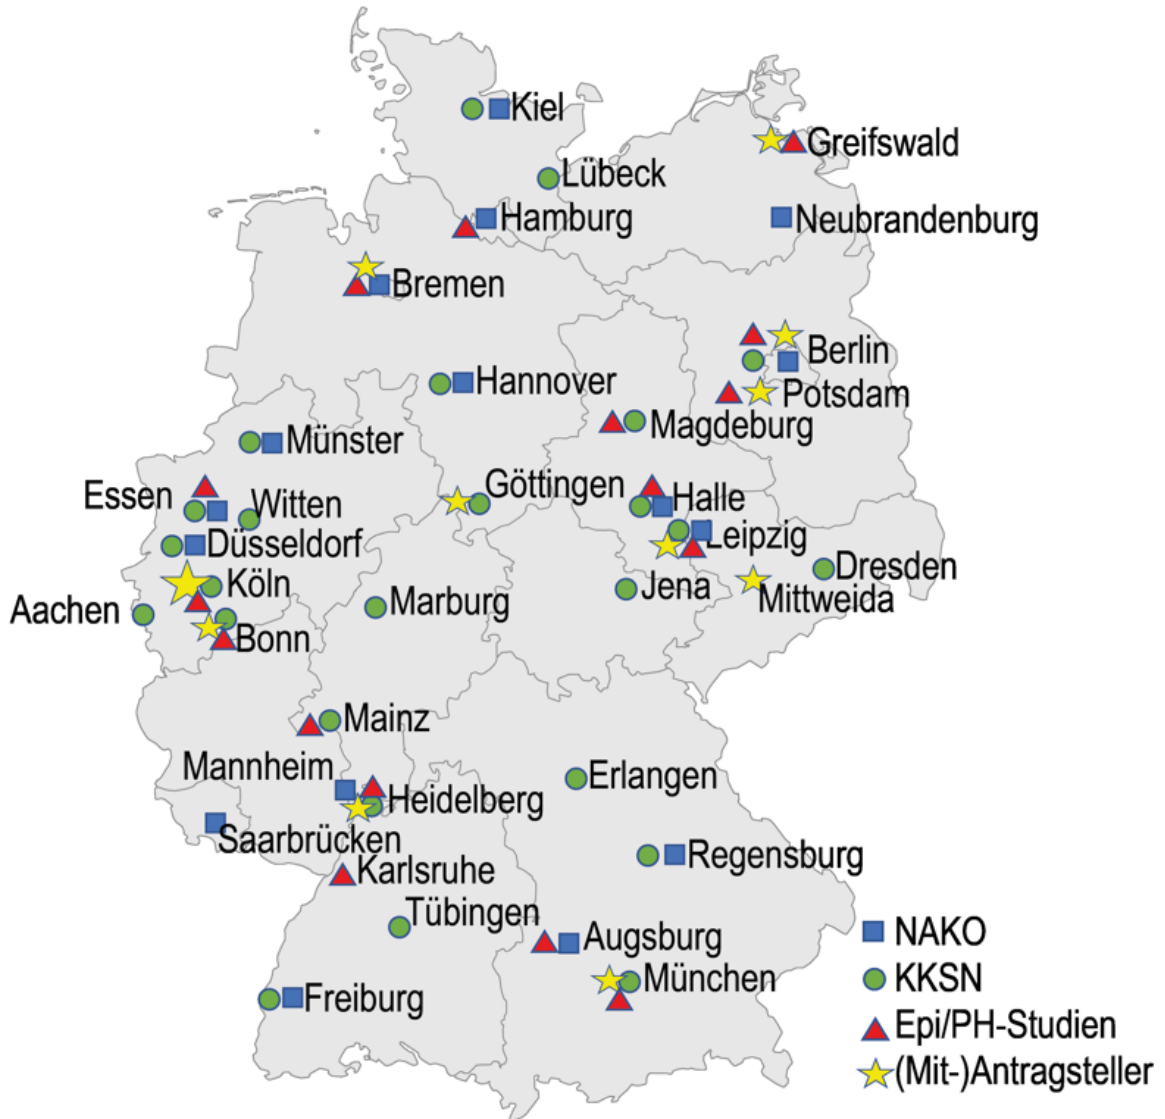 Kiel
Greifswald
Lübeck
Hamburg
Neubrandenburg
Bremen
Berlin
Hannover
Potsdam
Magdeburg
Münster
Göttingen
Essen
Witten
Halle
Düsseldorf
Leipzig
Köln
Dresden
Jena
Mittweida
Aachen
Marburg
Bonn
Mainz
Mannheim
Erlangen
Heidelberg
Saarbrücken
Regensburg
Karlsruhe
Tübingen
Augsburg
München
Freiburg
NAKO
KKSN
Epi/PH-Studien
(Mit-)Antragsteller